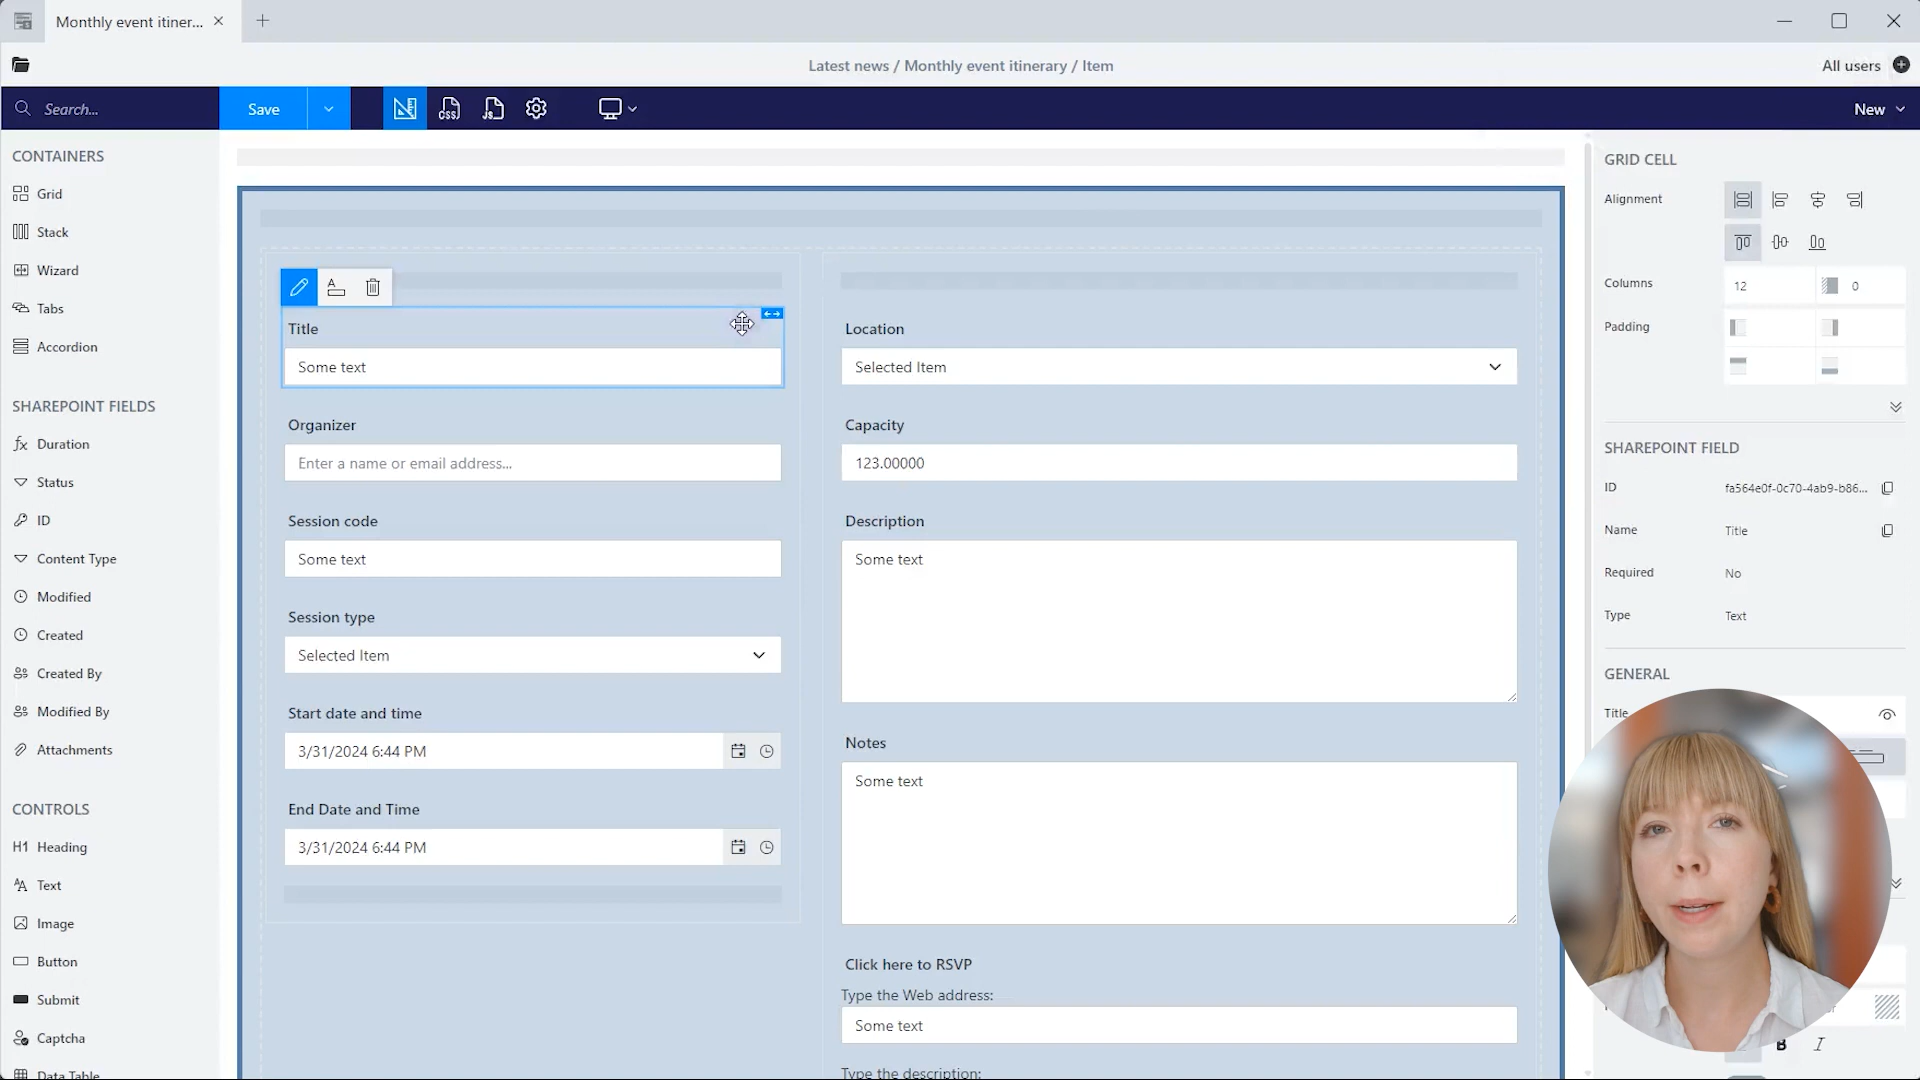 Monthly event itiner...
Latest news / Monthly event itinerary / Item
All users
Search...
Save
CSS
JS
New
CONTAINERS
Grid
Stack
Wizard
Tabs
Accordion
SHAREPOINT FIELDS
fx Duration
Status
ID
Content Type
Modified
Created
Created By
Modified By
Attachments
CONTROLS
H1 Heading
Text
Image
Button
Submit
Captcha
Data Table
Title
Some text
Organizer
Enter a name or email address...
Session code
Some text
Session type
Selected Item
Start date and time
3/31/2024 6:44 PM
End Date and Time
3/31/2024 6:44 PM
Location
Selected Item
Capacity
123.00000
Description
Some text
Notes
Some text
Click here to RSVP
Type the Web address:
Some text
Type the description:
GRID CELL
Alignment
Columns
12
0
Padding
SHAREPOINT FIELD
ID
fa564e0f-0c70-4ab9-b86...
Name
Title
Required
No
Type
Text
GENERAL
Title
B
I